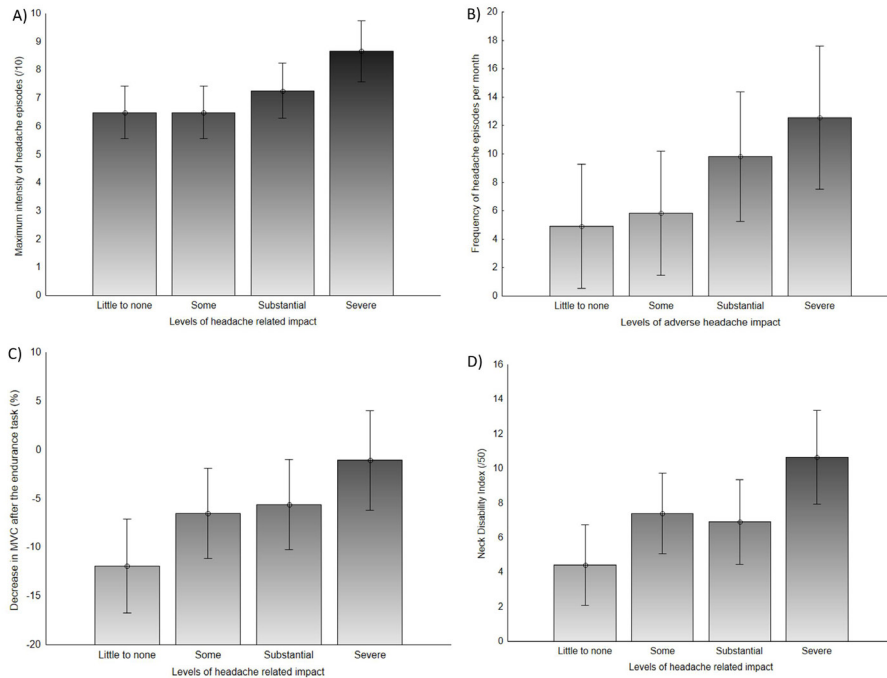 A)
Maximum intensity of headache episodes (/10)
10
9
8
7
6
5
4
3
2
1
0
Little to none Some Substantial Severe
Levels of headache related impact
B)
Frequency of headache episodes per month
20
18
16
14
12
10
8
6
4
2
0
Little to none Some Substantial Severe
Levels of adverse headache impact
C)
Decrease in MVC after the endurance task (%)
10
5
0
-5
-10
-15
-20
Little to none Some Substantial Severe
Levels of headache related impact
D)
Neck Disability Index (/50)
16
14
12
10
8
6
4
2
0
Little to none Some Substantial Severe
Levels of headache related impact